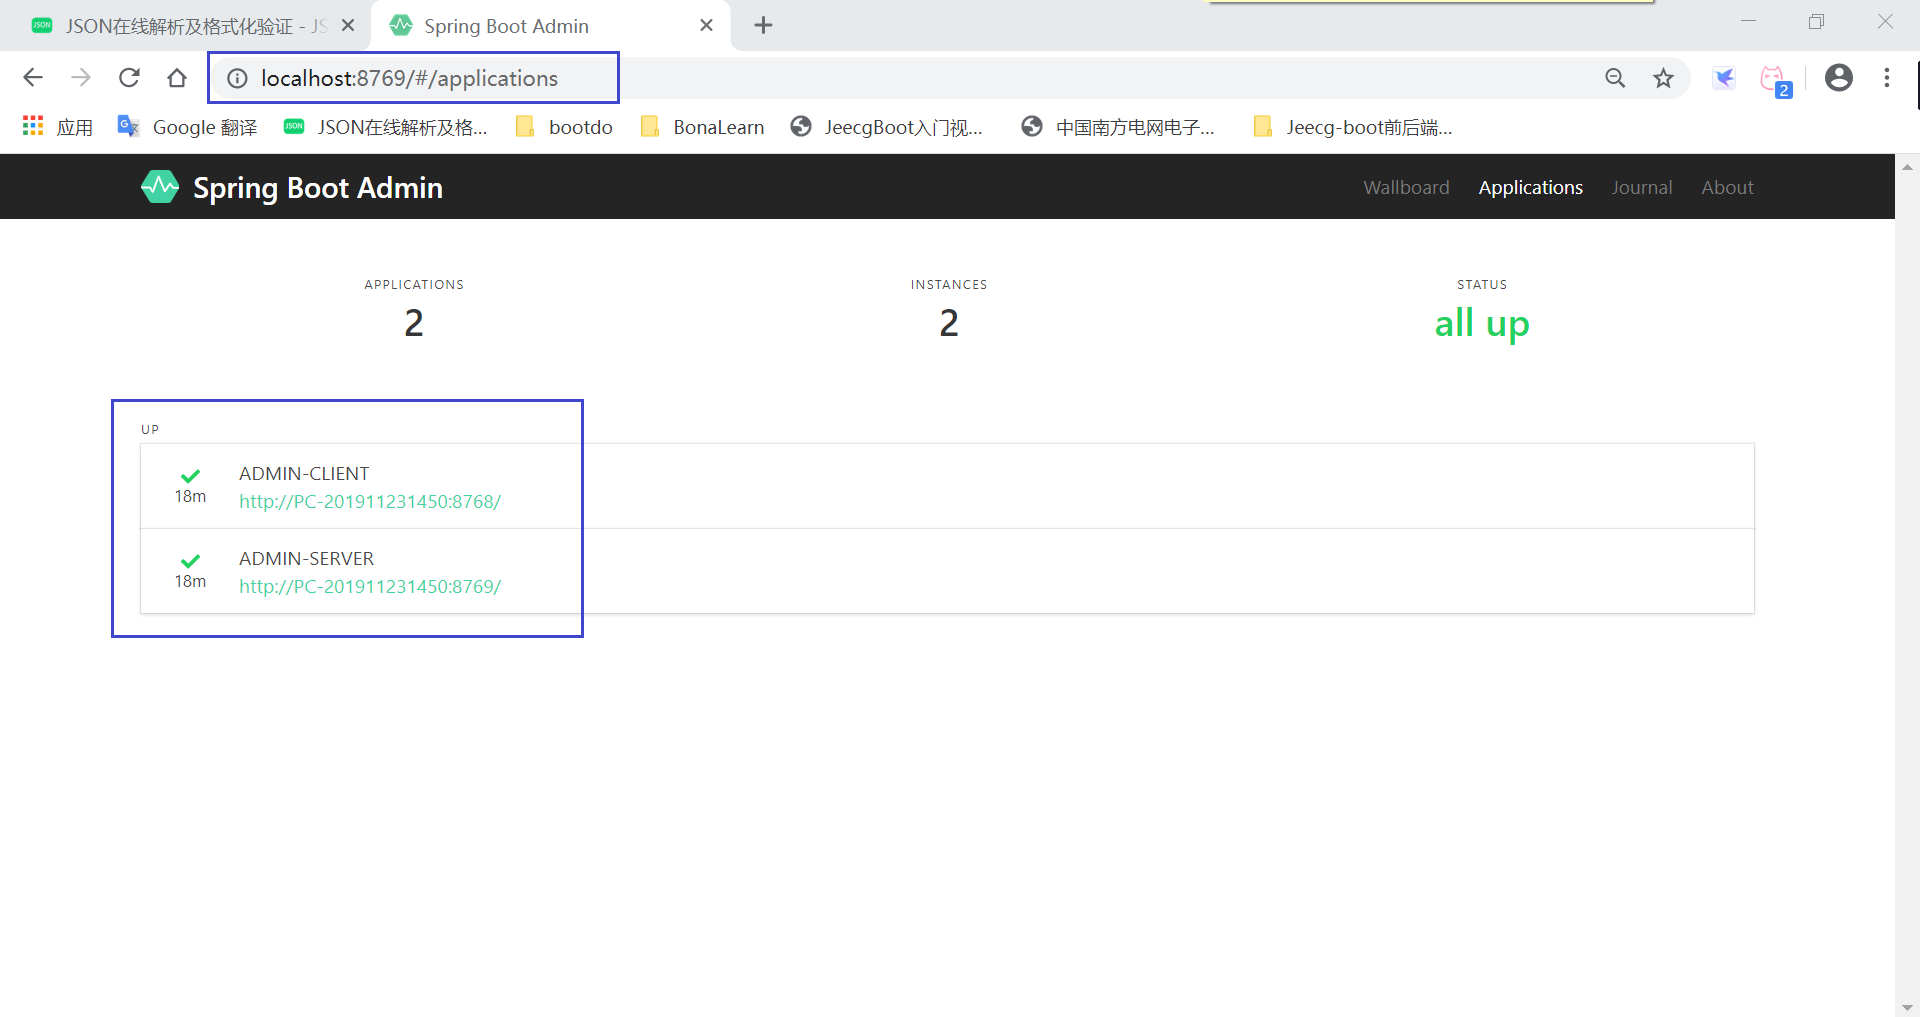 JSON在线解析及格式化验证 - JS
Spring Boot Admin
localhost:8769/#/applications
2
应用
Google 翻译
JSON
JSON在线解析及格...
bootdo
BonaLearn
JeecgBoot入门视...
中国南方电网电子...
Jeecg-boot前后端...
Spring Boot Admin
Wallboard
Applications
Journal
About
APPLICATIONS
2
INSTANCES
2
STATUS
all up
UP
18m
ADMIN-CLIENT
http://PC-201911231450:8768/
18m
ADMIN-SERVER
http://PC-201911231450:8769/